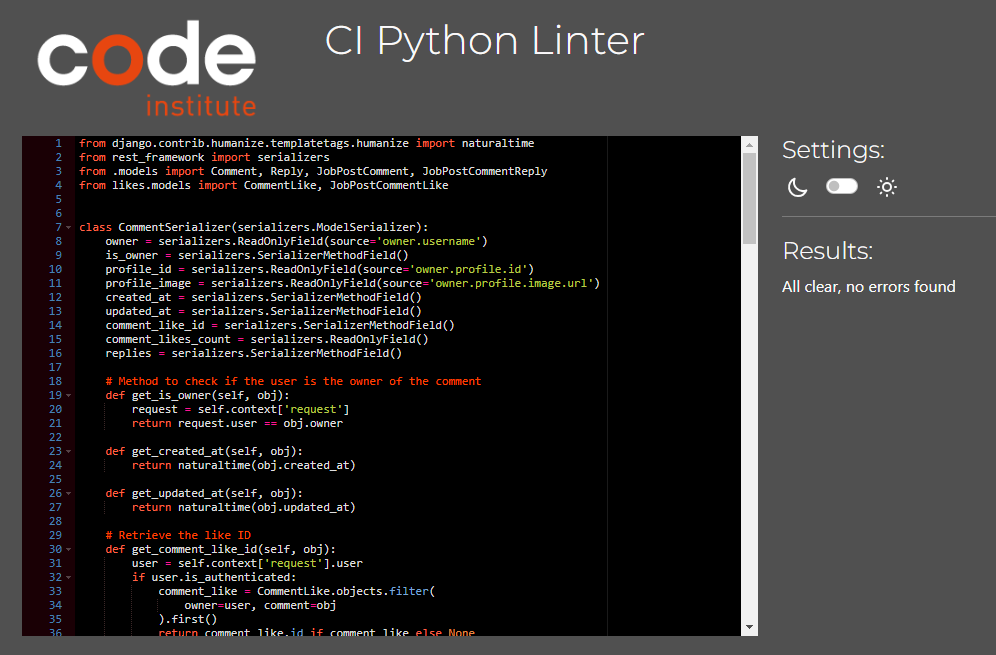 code
institute
CI Python Linter
1 from django.contrib.humanize.templatetags.humanize import naturaltime
2 from rest_framework import serializers
3 from .models import Comment, Reply, JobPostComment, JobPostCommentReply
4 from likes.models import CommentLike, JobPostCommentLike
5
6
7 class CommentSerializer(serializers.ModelSerializer):
8     owner = serializers.ReadOnlyField(source='owner.username')
9     is_owner = serializers.SerializerMethodField()
10     profile_id = serializers.ReadOnlyField(source='owner.profile.id')
11     profile_image = serializers.ReadOnlyField(source='owner.profile.image.url')
12     created_at = serializers.SerializerMethodField()
13     updated_at = serializers.SerializerMethodField()
14     comment_like_id = serializers.SerializerMethodField()
15     comment_likes_count = serializers.ReadOnlyField()
16     replies = serializers.SerializerMethodField()
17
18     # Method to check if the user is the owner of the comment
19     def get_is_owner(self, obj):
20         request = self.context['request']
21         return request.user == obj.owner
22
23     def get_created_at(self, obj):
24         return naturaltime(obj.created_at)
25
26     def get_updated_at(self, obj):
27         return naturaltime(obj.updated_at)
28
29     # Retrieve the like ID
30     def get_comment_like_id(self, obj):
31         user = self.context['request'].user
32         if user.is_authenticated:
33             comment_like = CommentLike.objects.filter(
34                 owner=user, comment=obj
35             ).first()
36             return comment_like.id if comment_like else None
Settings:
Results:
All clear, no errors found